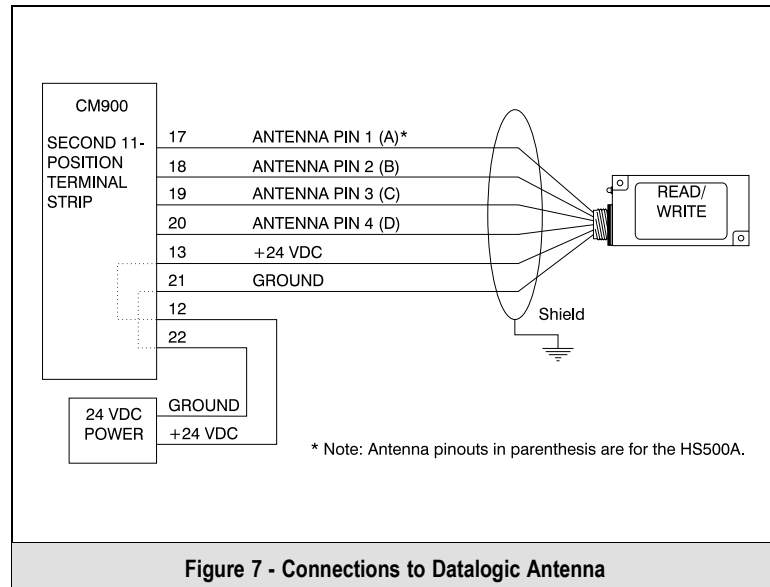 CM900
SECOND 11-
POSITION
TERMINAL
STRIP
17 ANTENNA PIN 1 (A)*
18 ANTENNA PIN 2 (B)
19 ANTENNA PIN 3 (C)
20 ANTENNA PIN 4 (D)
13 +24 VDC
21 GROUND
12
22
READ/
WRITE
Shield
24 VDC
POWER
GROUND
+24 VDC
* Note: Antenna pinouts in parenthesis are for the HS500A.
Figure 7 - Connections to Datalogic Antenna